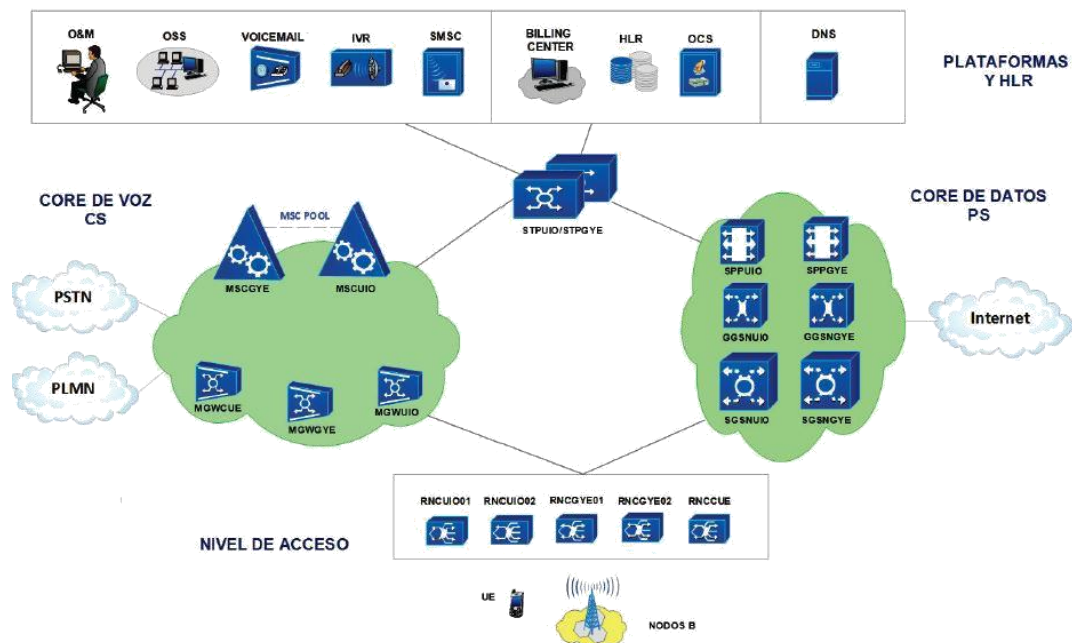 O&M
OSS
VOICEMAIL
IVR
SMSC
BILLING
CENTER
HLR
OCS
DNS
PLATAFORMAS
Y HLR
CORE DE VOZ
CS
MSC POOL
MSCGYE
MSCUIO
STPUIO/STPGYE
CORE DE DATOS
PS
SPPUIO
SPPGYE
PSTN
GGSNUIO
GGSNGYE
Internet
PLMN
MGWCUE
MGWGYE
MGWUIO
SGSNUIO
SGSNGYE
RNCUIO01
RNCUIO02
RNCGYE01
RNCGYE02
RNCCUE
NIVEL DE ACCESO
UE
NODOS B